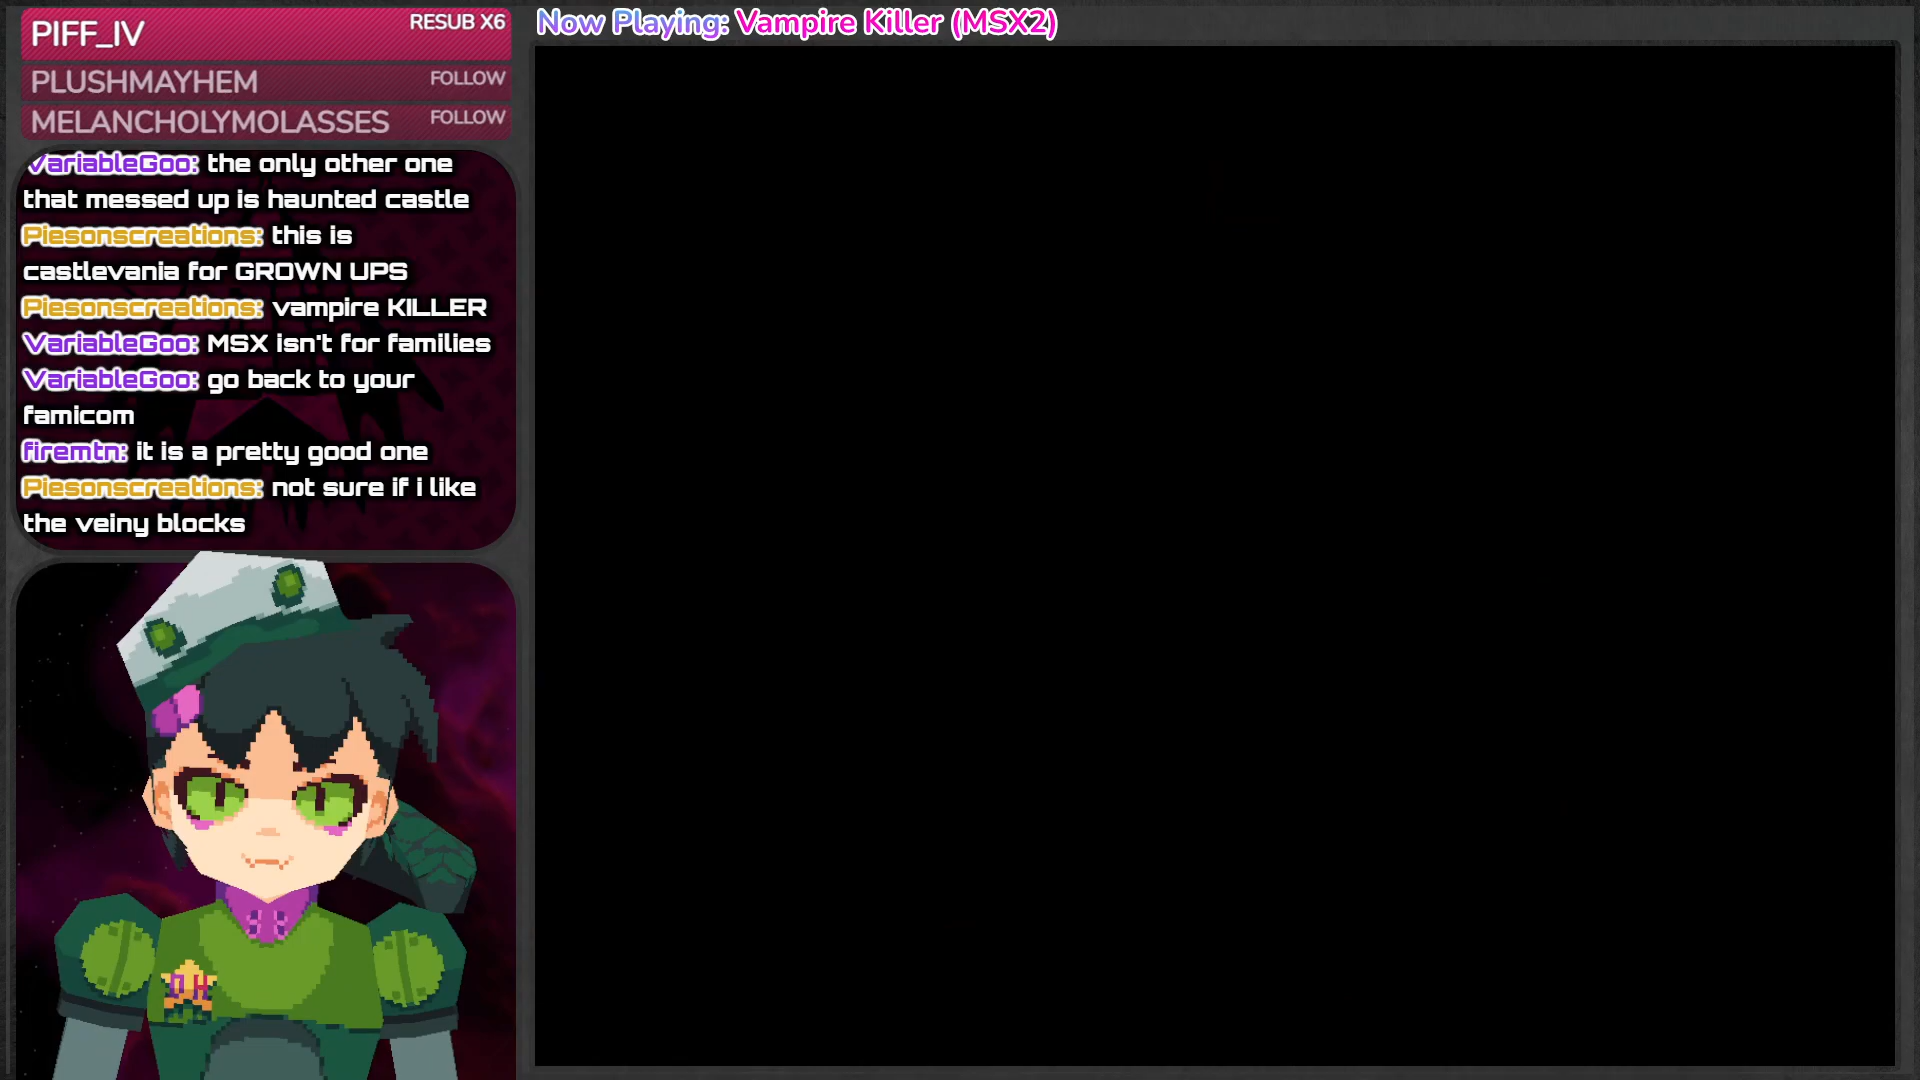 PIFF_IV RESUB X6
PLUSHMAYHEM FOLLOW
MELANCHOLYMOLASSES FOLLOW
Now Playing: Vampire Killer (MSX2)
VariableGoo: the only other one
that messed up is haunted castle
Piesonscreations: this is
castlevania for GROWN UPS
Piesonscreations: vampire KILLER
VariableGoo: MSX isn't for families
VariableGoo: go back to your
famicom
firemtn: it is a pretty good one
Piesonscreations: not sure if i like
the veiny blocks